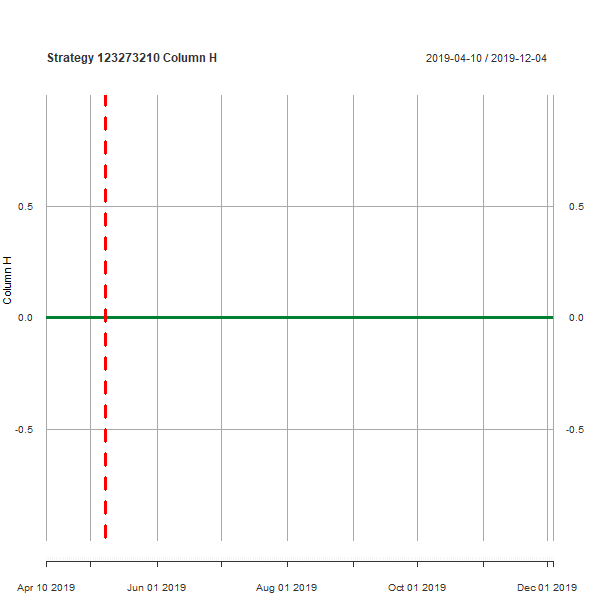 Strategy 123273210 Column H
2019-04-10 / 2019-12-04
0.5
0.5
Column H
0.0
0.0
-0.5
-0.5
Apr 10 2019
Jun 01 2019
Aug 01 2019
Oct 01 2019
Dec 01 2019